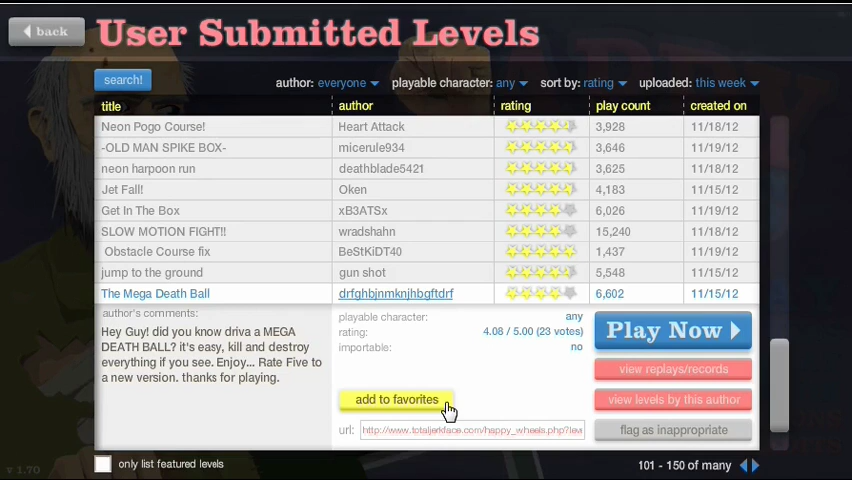 back
User Submitted Levels
search!
author: everyone playable character: any sort by: rating uploaded: this week
title author rating play count created on
Neon Pogo Course! Heart Attack 3,928 11/18/12
-OLD MAN SPIKE BOX- micerule934 3,646 11/19/12
neon harpoon run deathblade5421 3,625 11/18/12
Jet Fall! Oken 4,183 11/15/12
Get In The Box xB3ATSx 6,026 11/19/12
SLOW MOTION FIGHT!! wradshahn 15,240 11/18/12
Obstacle Course fix BeStKiDT40 1,437 11/19/12
jump to the ground gun shot 5,548 11/15/12
The Mega Death Ball drfghbjnmknjhbgftdrf 6,602 11/15/12
author's comments:
Hey Guy! did you know driva a MEGA
DEATH BALL? it's easy, kill and destroy
everything if you see. Enjoy... Rate Five to
a new version. thanks for playing.
playable character: any
rating: 4.08 / 5.00 (23 votes)
importable: no
add to favorites
url: http://www.totaljerkface.com/happy_wheels.php?lev
Play Now
view replays/records
view levels by this author
flag as inappropriate
only list featured levels
101 - 150 of many
v 1.70